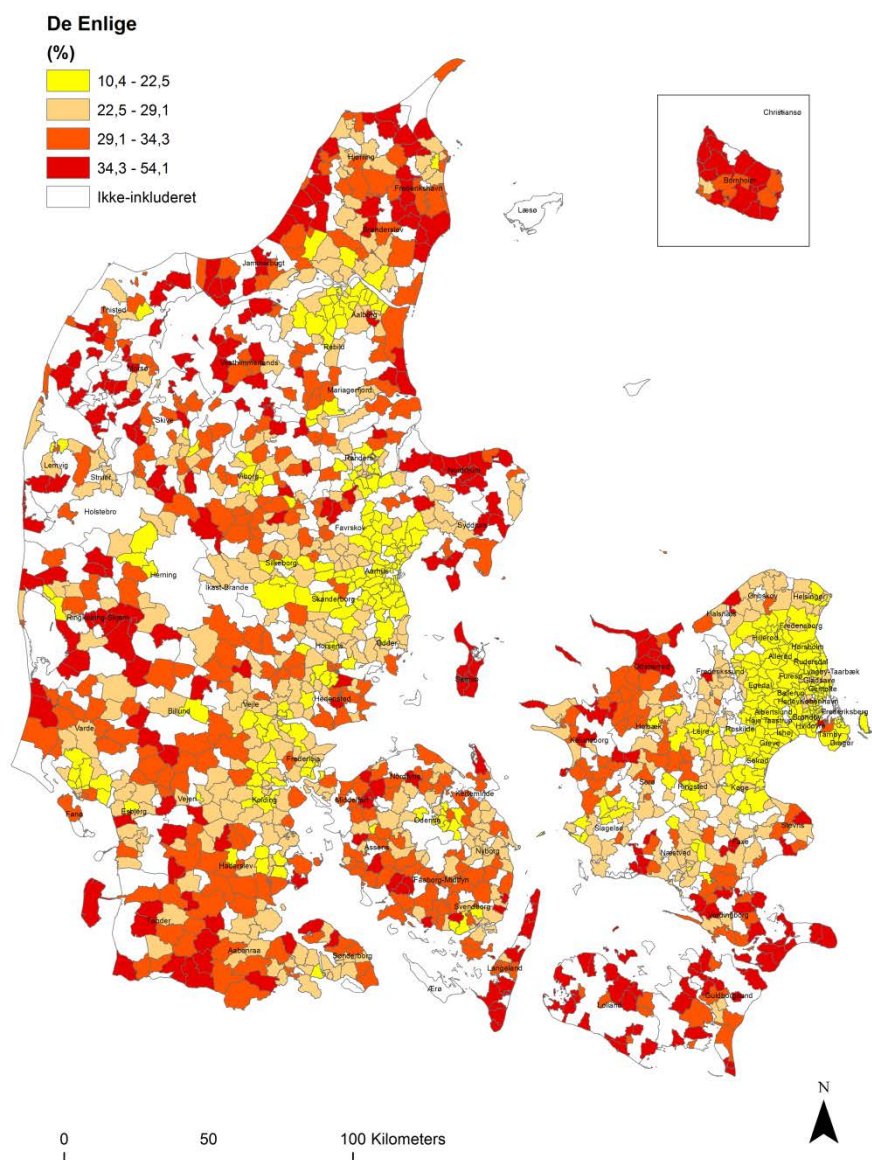 De Enlige
(%)
10,4 - 22,5
22,5 - 29,1
29,1 - 34,3
34,3 - 54,1
Ikke-inkluderet
Christiansø
Bornholm
Hjørring
Frederikshavn
Læsø
Brønderslev
Jammerbugt
Thisted
Aalborg
Rebild
Vesthimmerlands
Morsø
Mariagerfjord
Skive
Randers
Lemvig
Struer
Viborg
Norddjurs
Holstebro
Favrskov
Syddjurs
Silkeborg
Herning
Aarhus
Ikast-Brande
Skanderborg
Ringkøbing-Skjern
Horsens
Odder
Samsø
Hedensted
Billund
Vejle
Varde
Fredericia
Fanø
Esbjerg
Vejen
Kolding
Middelfart
Nordfyns
Kerteminde
Odense
Assens
Nyborg
Haderslev
Faaborg-Midtfyn
Svendborg
Tønder
Aabenraa
Sønderborg
Langeland
Ærø
Gribskov
Helsingør
Halsnæs
Fredensborg
Hillerød
Hørsholm
Allerød
Rudersdal
Odsherred
Frederikssund
Furesø
Lyngby-Taarbæk
Gladsaxe
Gentofte
Egedal
Ballerup
Herlev
København
Frederiksberg
Albertslund
Brøndby
Høje-Taastrup
Hvidovre
Tårnby
Kalundborg
Holbæk
Lejre
Roskilde
Ishøj
Greve
Dragør
Solrød
Sorø
Ringsted
Køge
Slagelse
Stevns
Faxe
Næstved
Vordingborg
Lolland
Guldborgsund
N
0 50 100 Kilometers